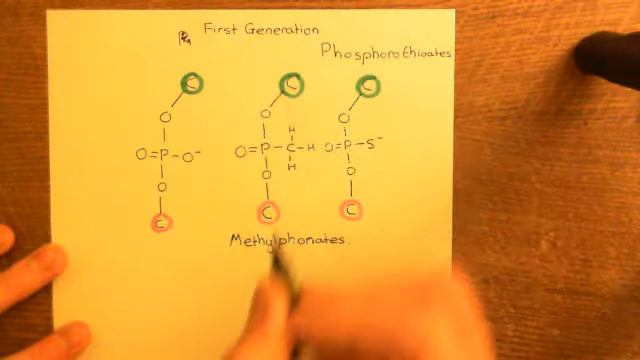 First Generation
Phosphorothioates
C C C
O O O
H
O=P-O⁻ O=P-C-H O=P-S⁻
H
O O O
C C C
Methylphonates.